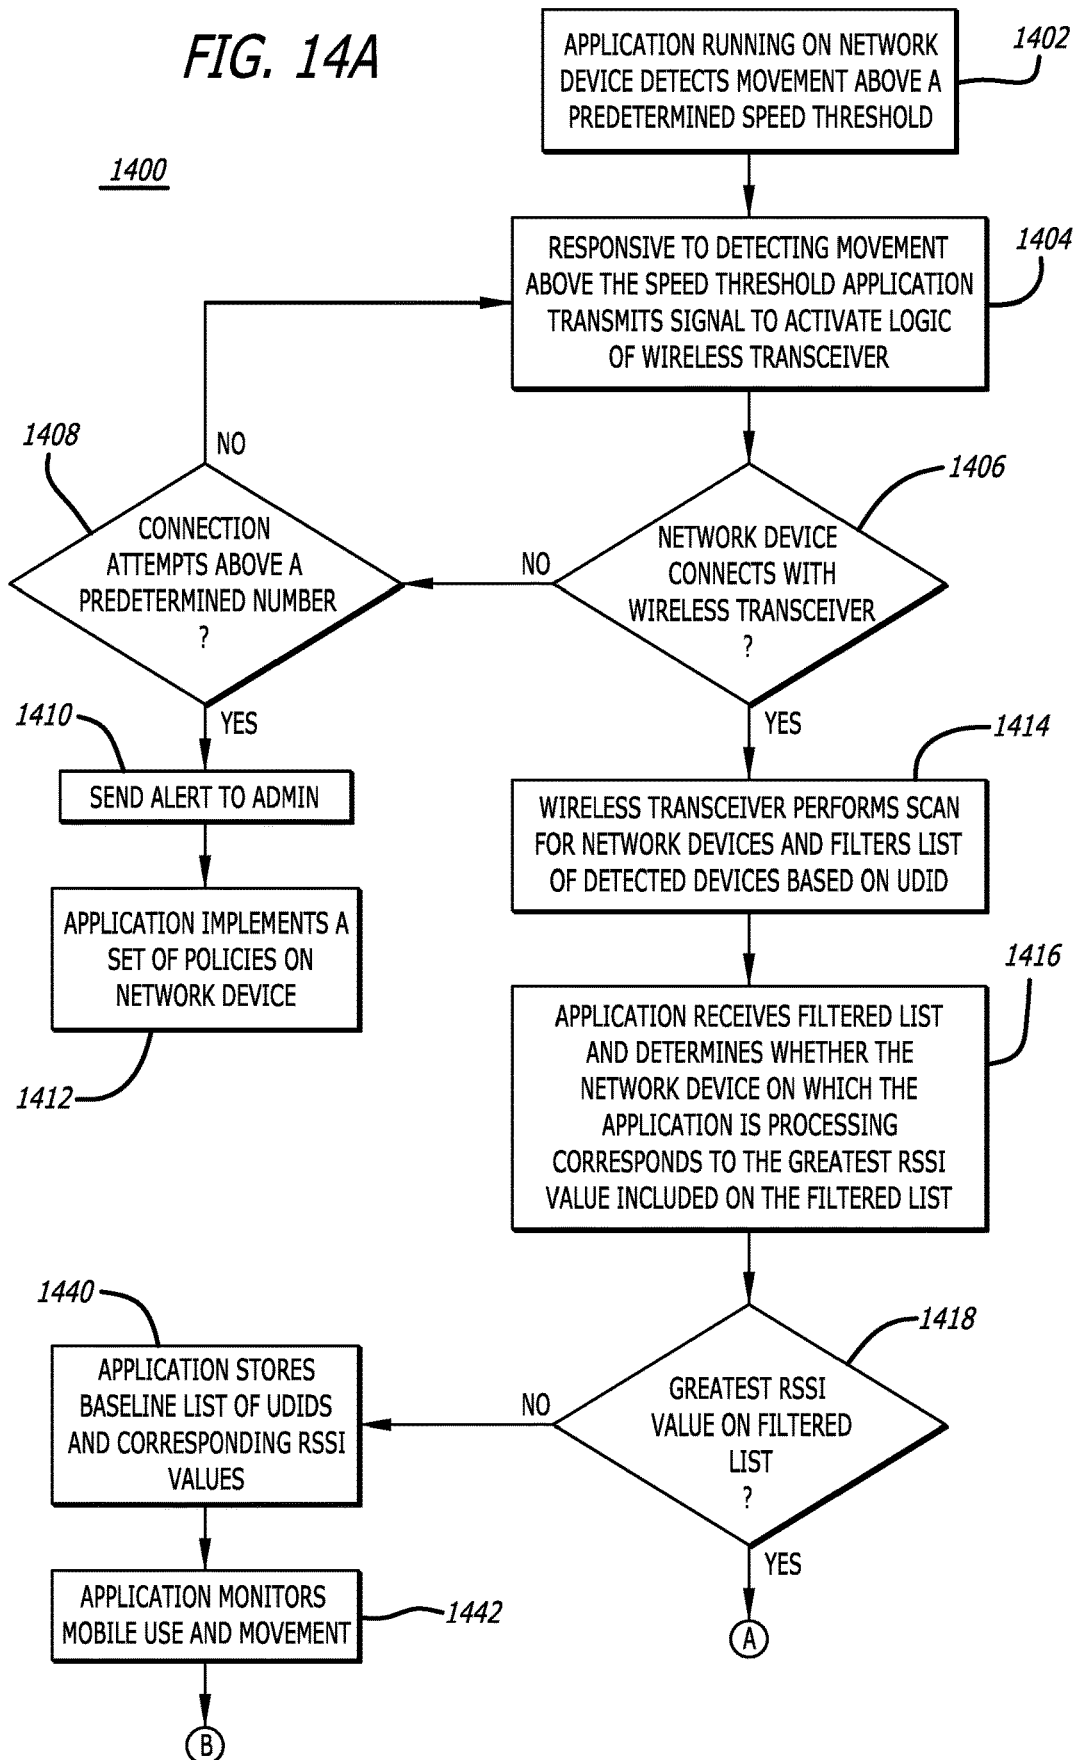 FIG. 14A
1400
APPLICATION RUNNING ON NETWORK
DEVICE DETECTS MOVEMENT ABOVE A
PREDETERMINED SPEED THRESHOLD
1402
RESPONSIVE TO DETECTING MOVEMENT
ABOVE THE SPEED THRESHOLD APPLICATION
TRANSMITS SIGNAL TO ACTIVATE LOGIC
OF WIRELESS TRANSCEIVER
1404
NETWORK DEVICE
CONNECTS WITH
WIRELESS TRANSCEIVER
?
1406
NO
YES
CONNECTION
ATTEMPTS ABOVE A
PREDETERMINED NUMBER
?
1408
NO
YES
SEND ALERT TO ADMIN
1410
APPLICATION IMPLEMENTS A
SET OF POLICIES ON
NETWORK DEVICE
1412
WIRELESS TRANSCEIVER PERFORMS SCAN
FOR NETWORK DEVICES AND FILTERS LIST
OF DETECTED DEVICES BASED ON UDID
1414
APPLICATION RECEIVES FILTERED LIST
AND DETERMINES WHETHER THE
NETWORK DEVICE ON WHICH THE
APPLICATION IS PROCESSING
CORRESPONDS TO THE GREATEST RSSI
VALUE INCLUDED ON THE FILTERED LIST
1416
GREATEST RSSI
VALUE ON FILTERED
LIST
?
1418
NO
YES
A
APPLICATION STORES
BASELINE LIST OF UDIDS
AND CORRESPONDING RSSI
VALUES
1440
APPLICATION MONITORS
MOBILE USE AND MOVEMENT
1442
B